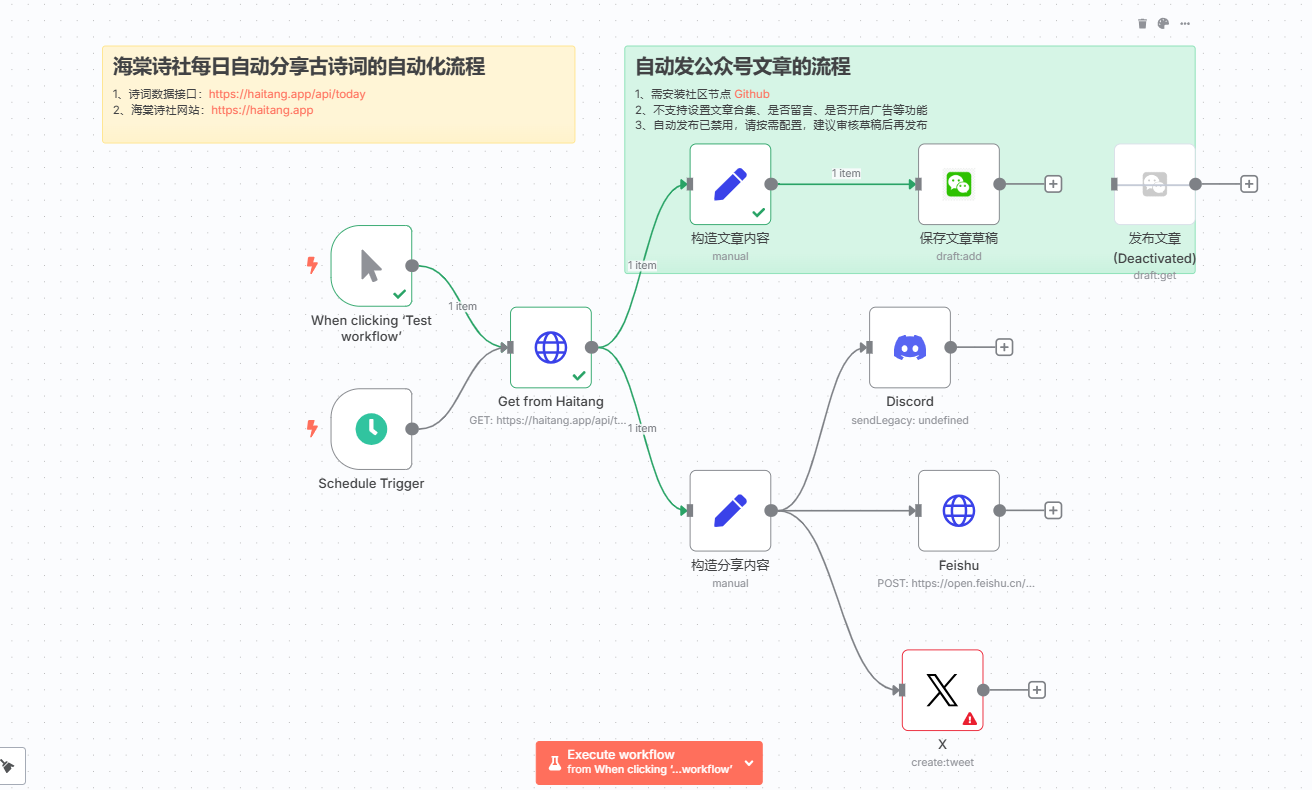 海棠诗社每日自动分享古诗词的自动化流程
1、诗词数据接口：https://haitang.app/api/today
2、海棠诗社网站：https://haitang.app
自动发公众号文章的流程
1、需安装社区节点 Github
2、不支持设置文章合集、是否留言、是否开启广告等功能
3、自动发布已禁用，请按需配置，建议审核草稿后再发布
1 item
构造文章内容
manual
保存文章草稿
draft:add
发布文章
(Deactivated)
draft:get
1 item
1 item
When clicking ‘Test
workflow’
Get from Haitang
GET: https://haitang.app/api/t...
1 item
Discord
sendLegacy: undefined
Schedule Trigger
构造分享内容
manual
Feishu
POST: https://open.feishu.cn/...
X
create:tweet
Execute workflow
from When clicking ‘...workflow’